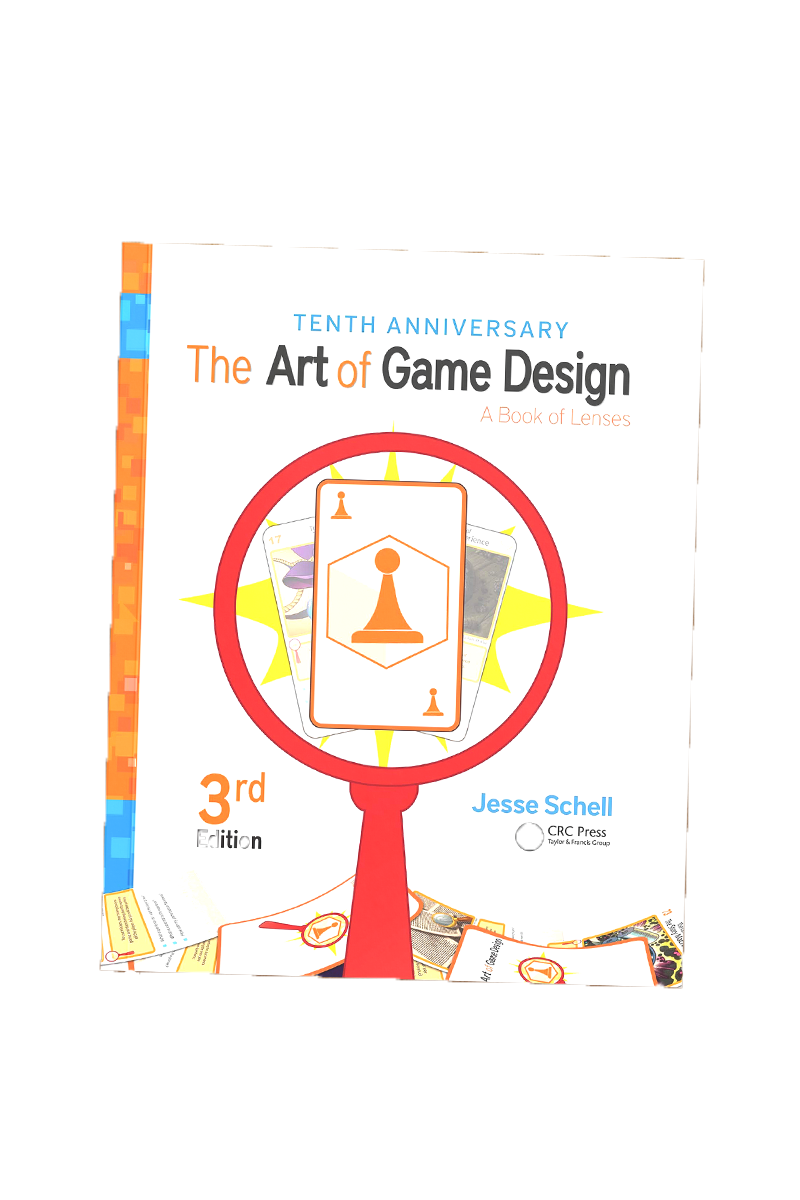 TENTH ANNIVERSARY
The Art of Game Design
A Book of Lenses
17
3rd
Edition
Jesse Schell
CRC Press
Taylor & Francis Group
Art of Game Design